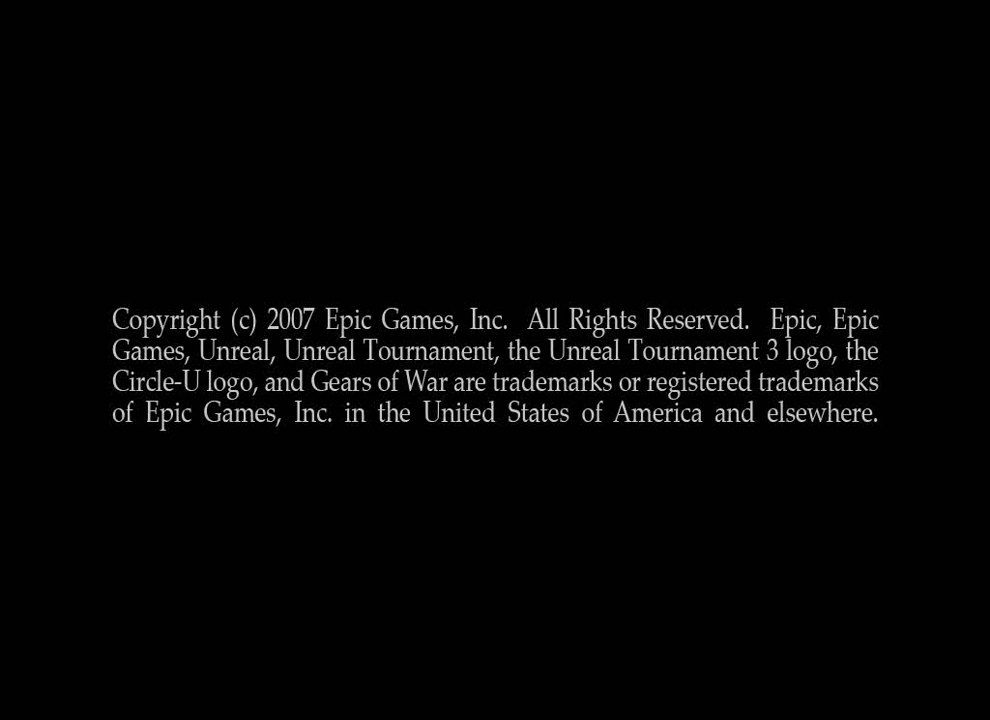 Copyright (c) 2007 Epic Games, Inc.  All Rights Reserved.  Epic, Epic
Games, Unreal, Unreal Tournament, the Unreal Tournament 3 logo, the
Circle-U logo, and Gears of War are trademarks or registered trademarks
of Epic Games, Inc. in the United States of America and elsewhere.